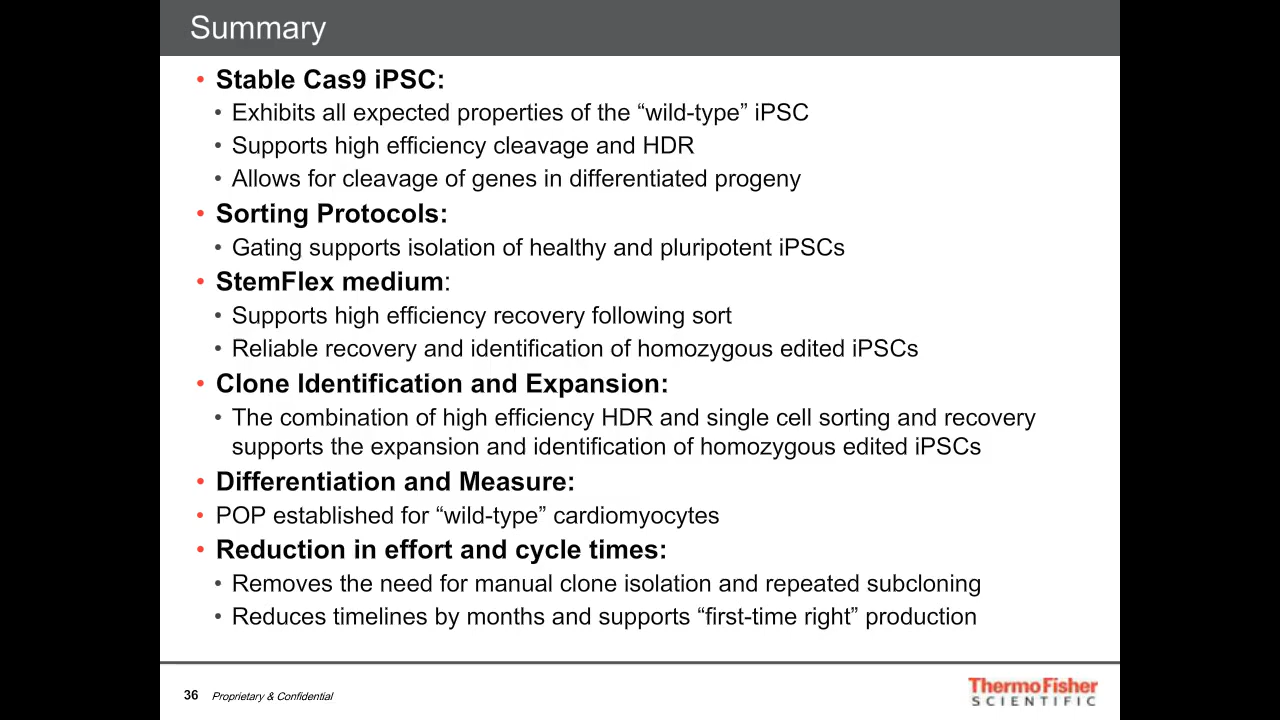 Summary
• Stable Cas9 iPSC:
• Exhibits all expected properties of the “wild-type” iPSC
• Supports high efficiency cleavage and HDR
• Allows for cleavage of genes in differentiated progeny
• Sorting Protocols:
• Gating supports isolation of healthy and pluripotent iPSCs
• StemFlex medium:
• Supports high efficiency recovery following sort
• Reliable recovery and identification of homozygous edited iPSCs
• Clone Identification and Expansion:
• The combination of high efficiency HDR and single cell sorting and recovery
supports the expansion and identification of homozygous edited iPSCs
• Differentiation and Measure:
• POP established for “wild-type” cardiomyocytes
• Reduction in effort and cycle times:
• Removes the need for manual clone isolation and repeated subcloning
• Reduces timelines by months and supports “first-time right” production
36 Proprietary & Confidential
ThermoFisher
SCIENTIFIC